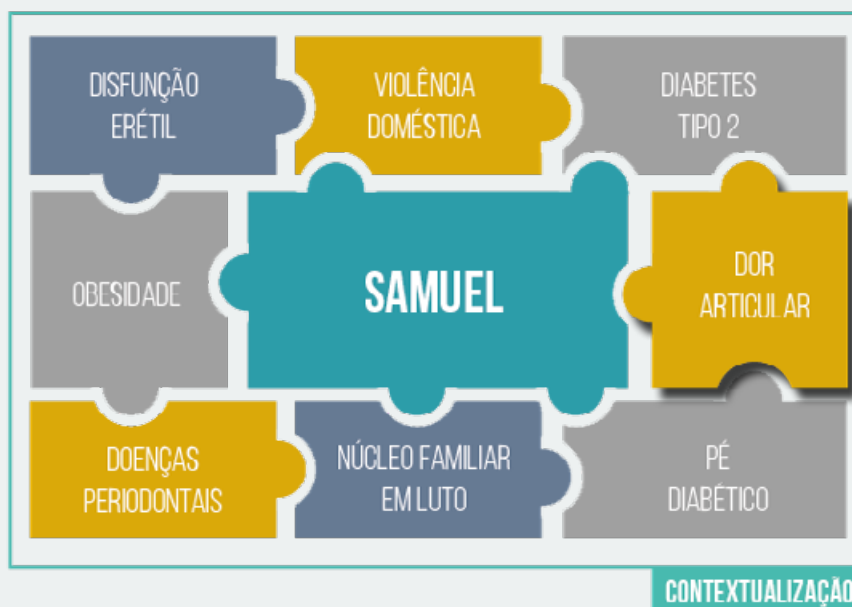 DISFUNÇÃO
ERÉTIL
VIOLÊNCIA
DOMÉSTICA
DIABETES
TIPO 2
OBESIDADE
SAMUEL
DOR
ARTICULAR
DOENÇAS
PERIODONTAIS
NÚCLEO FAMILIAR
EM LUTO
PÉ
DIABÉTICO
CONTEXTUALIZAÇÃO